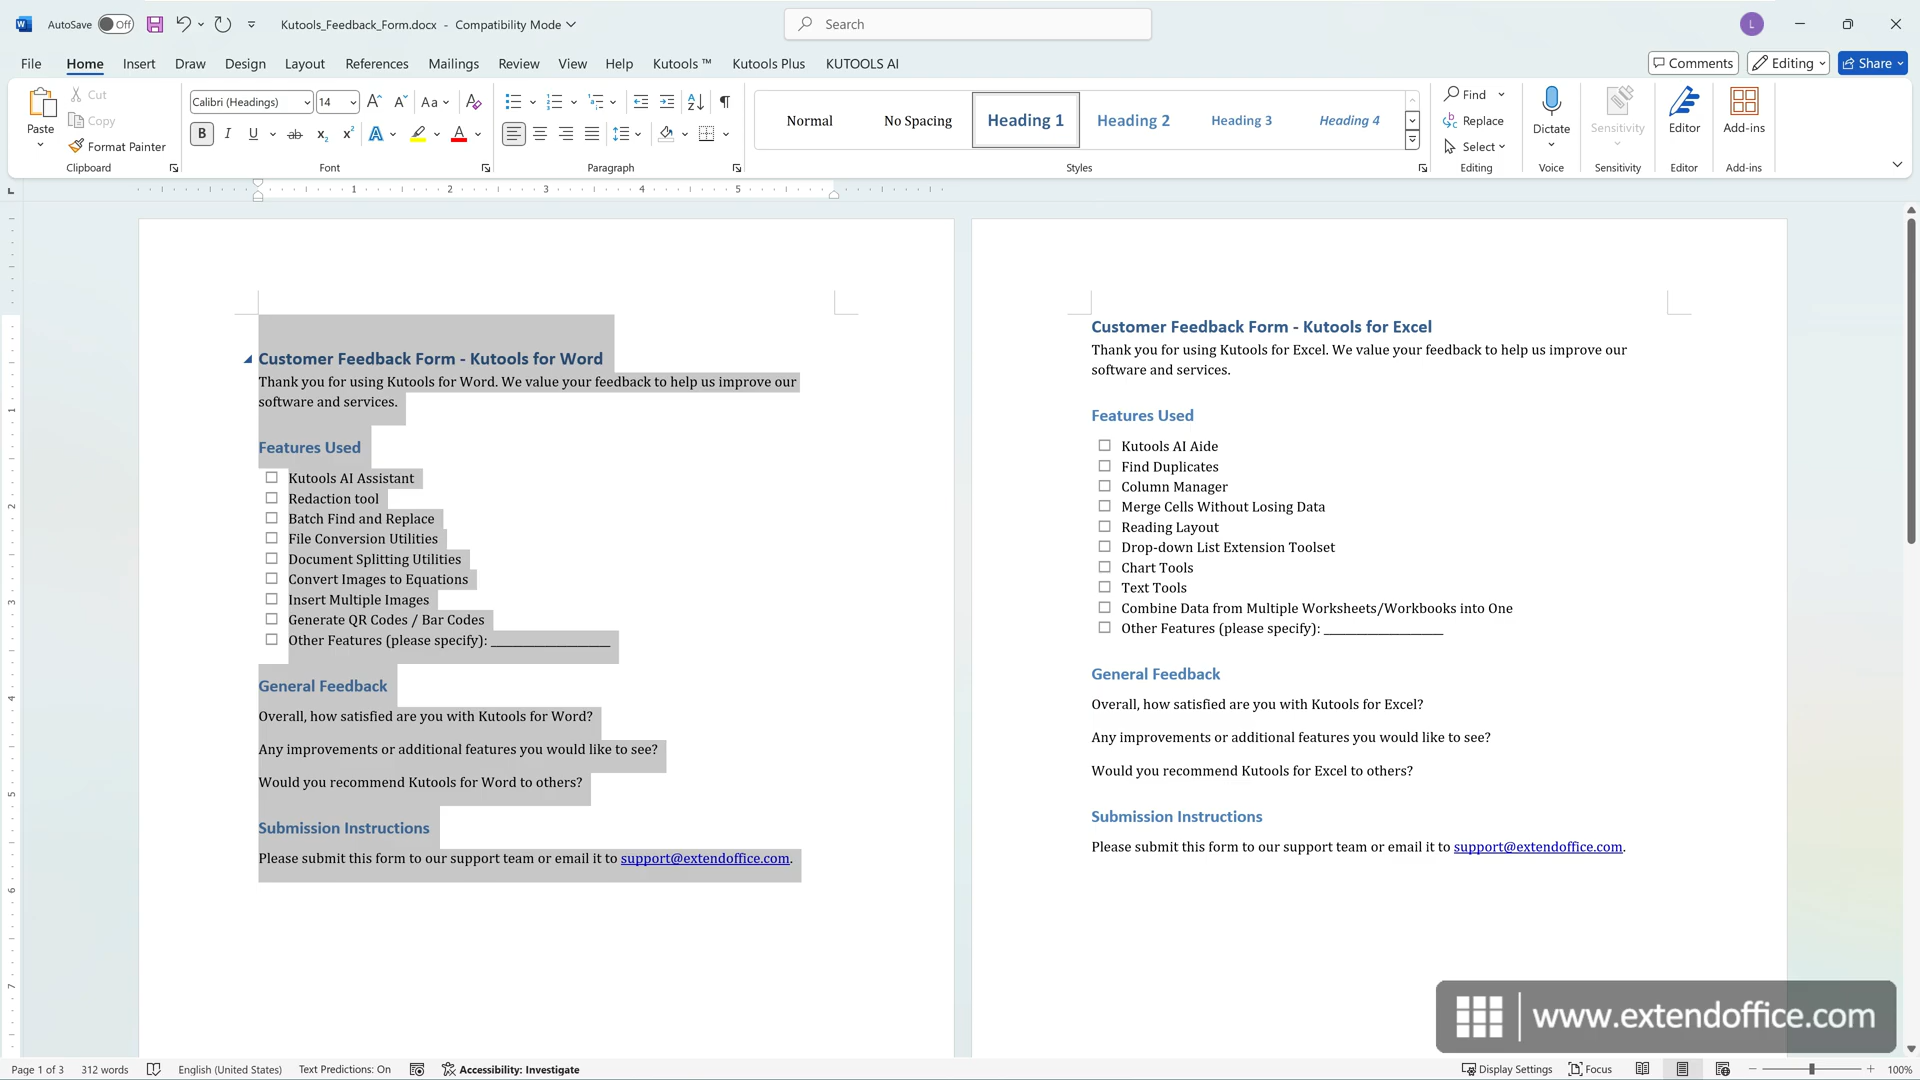 AutoSave Off Kutools_Feedback_Form.docx - Compatibility Mode Search L
File Home Insert Draw Design Layout References Mailings Review View Help Kutools ™ Kutools Plus KUTOOLS AI Comments Editing Share
Paste
Cut
Copy
Format Painter
Clipboard
Calibri (Headings) 14
Font
Paragraph
Normal No Spacing Heading 1 Heading 2 Heading 3 Heading 4
Styles
Find
Replace
Select
Editing
Dictate
Voice
Sensitivity
Sensitivity
Editor
Editor
Add-ins
Add-ins
1 2 3 4 5
1
2
3
4
5
6
7
Customer Feedback Form - Kutools for Word
Thank you for using Kutools for Word. We value your feedback to help us improve our
software and services.
Features Used
☐ Kutools AI Assistant
☐ Redaction tool
☐ Batch Find and Replace
☐ File Conversion Utilities
☐ Document Splitting Utilities
☐ Convert Images to Equations
☐ Insert Multiple Images
☐ Generate QR Codes / Bar Codes
☐ Other Features (please specify): ____________________
General Feedback
Overall, how satisfied are you with Kutools for Word?
Any improvements or additional features you would like to see?
Would you recommend Kutools for Word to others?
Submission Instructions
Please submit this form to our support team or email it to support@extendoffice.com.
Customer Feedback Form - Kutools for Excel
Thank you for using Kutools for Excel. We value your feedback to help us improve our
software and services.
Features Used
☐ Kutools AI Aide
☐ Find Duplicates
☐ Column Manager
☐ Merge Cells Without Losing Data
☐ Reading Layout
☐ Drop-down List Extension Toolset
☐ Chart Tools
☐ Text Tools
☐ Combine Data from Multiple Worksheets/Workbooks into One
☐ Other Features (please specify): ____________________
General Feedback
Overall, how satisfied are you with Kutools for Excel?
Any improvements or additional features you would like to see?
Would you recommend Kutools for Excel to others?
Submission Instructions
Please submit this form to our support team or email it to support@extendoffice.com.
www.extendoffice.com
Page 1 of 3 312 words English (United States) Text Predictions: On Accessibility: Investigate Display Settings Focus 100%